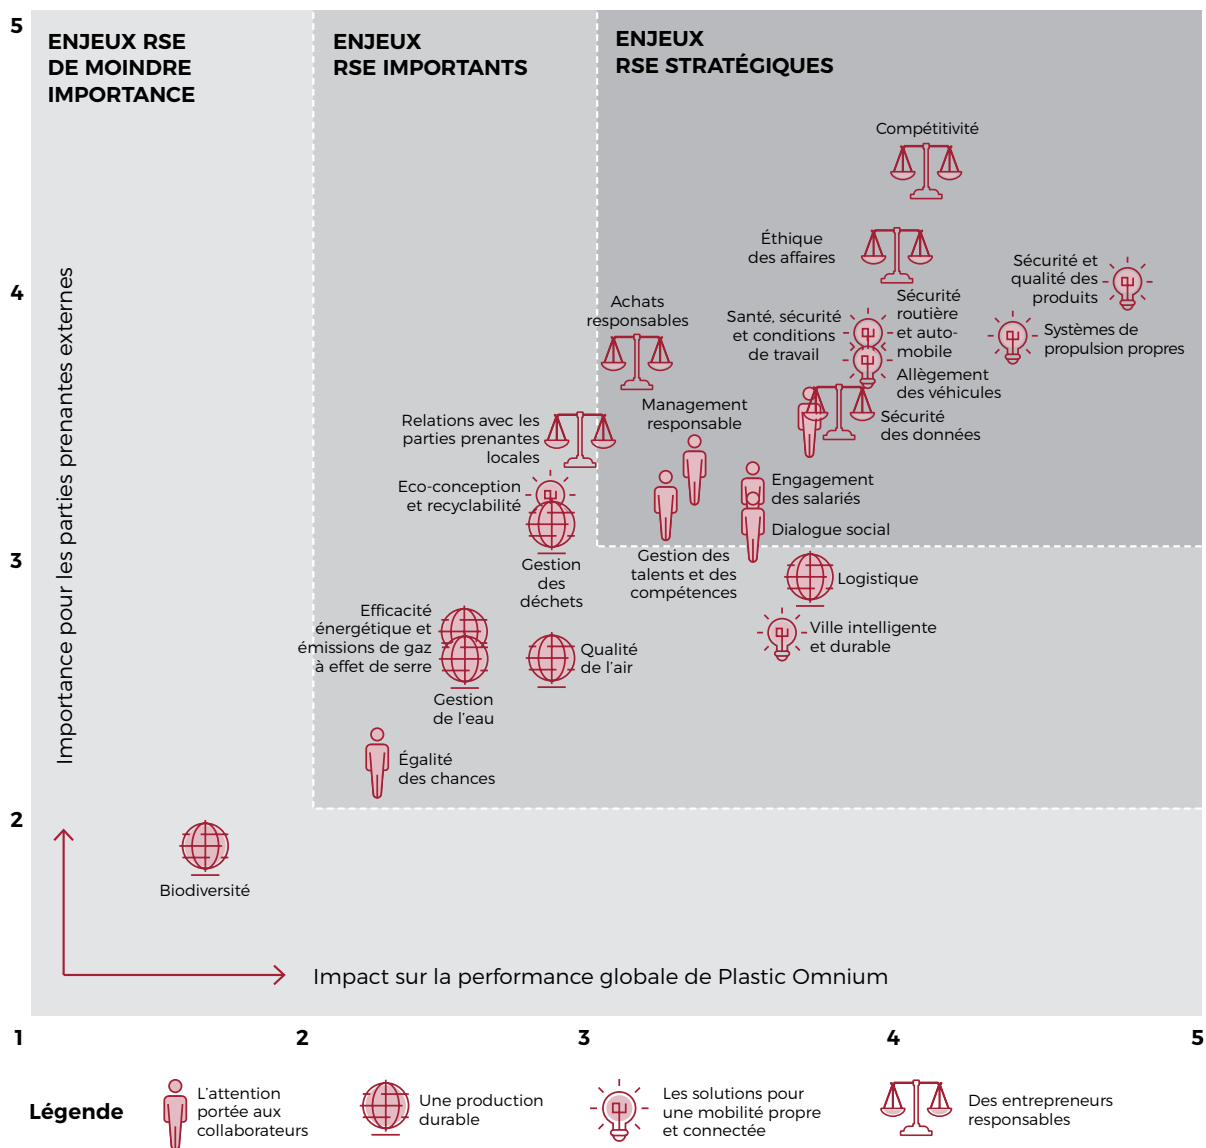 5
ENJEUX RSE
DE MOINDRE
IMPORTANCE
ENJEUX
RSE IMPORTANTS
ENJEUX
RSE STRATÉGIQUES
Compétitivité
Éthique
des affaires
Sécurité et
qualité des
produits
4
Achats
responsables
Santé, sécurité
et conditions
de travail
Sécurité
routière
et auto-
mobile
Systèmes de
propulsion propres
Allègement
des véhicules
Management
responsable
Sécurité
des données
Relations avec les
parties prenantes
locales
Eco-conception
et recyclabilité
Engagement
des salariés
Dialogue social
3
Gestion
des
déchets
Gestion des
talents et des
compétences
Logistique
Efficacité
énergétique et
émissions de gaz
à effet de serre
Qualité
de l'air
Ville intelligente
et durable
Gestion
de l'eau
Égalité
des chances
2
Biodiversité
Importance pour les parties prenantes externes
Impact sur la performance globale de Plastic Omnium
1
2
3
4
5
Légende
L'attention
portée aux
collaborateurs
Une production
durable
Les solutions pour
une mobilité propre
et connectée
Des entrepreneurs
responsables